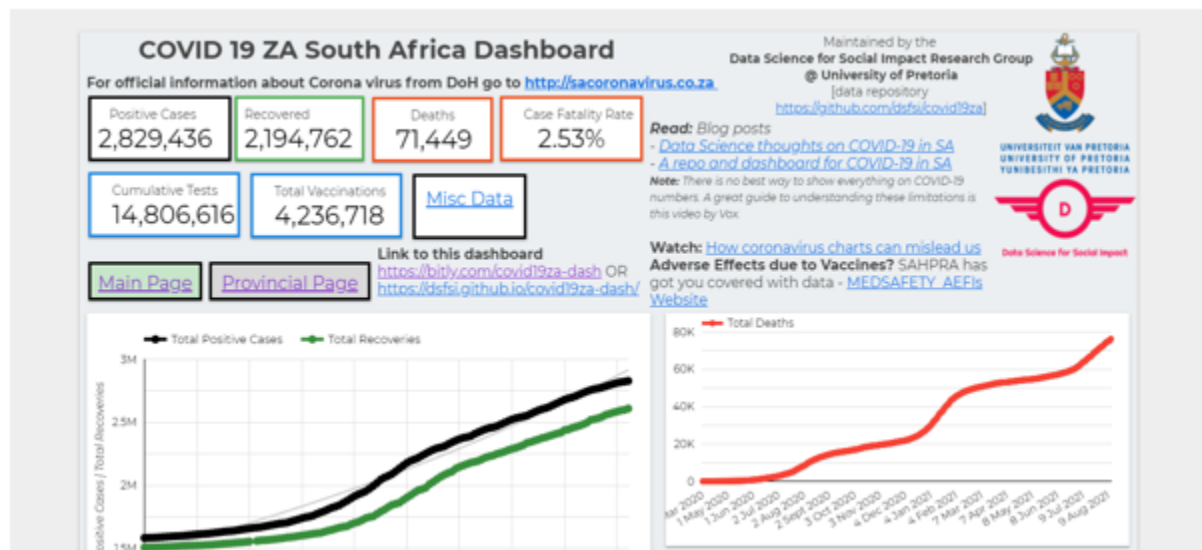 COVID 19 ZA South Africa Dashboard
For official information about Corona virus from DoH go to http://sacoronavirus.co.za
Maintained by the
Data Science for Social Impact Research Group
@ University of Pretoria
[data repository
https://github.com/dsfsi/covid19za]
Positive Cases
2,829,436
Recovered
2,194,762
Deaths
71,449
Case Fatality Rate
2.53%
Cumulative Tests
14,806,616
Total Vaccinations
4,236,718
Misc Data
Read: Blog posts
- Data Science thoughts on COVID-19 in SA
- A repo and dashboard for COVID-19 in SA
Note: There is no best way to show everything on COVID-19
numbers. A great guide to understanding these limitations is
this video by Vox.
UNIVERSITEIT VAN PRETORIA
UNIVERSITY OF PRETORIA
YUNIBESITHI YA PRETORIA
D
Data Science for Social Impact
Main Page
Provincial Page
Link to this dashboard
https://bitly.com/covid19za-dash OR
https://dsfsi.github.io/covid19za-dash/
Watch: How coronavirus charts can mislead us
Adverse Effects due to Vaccines? SAHPRA has
got you covered with data - MEDSAFETY AEFIs
Website
Total Positive Cases
Total Recoveries
3M
2.5M
2M
1.5M
ositive Cases / Total Recoveries
Total Deaths
80K
60K
40K
20K
0
ar 2020
1 May 2020
1 Jun 2020
2 Jul 2020
2 Aug 2020
2 Sept 2020
3 Oct 2020
3 Nov 2020
4 Dec 2020
4 Jan 2021
4 Feb 2021
7 Mar 2021
7 Apr 2021
8 May 2021
8 Jun 2021
9 Jul 2021
9 Aug 2021